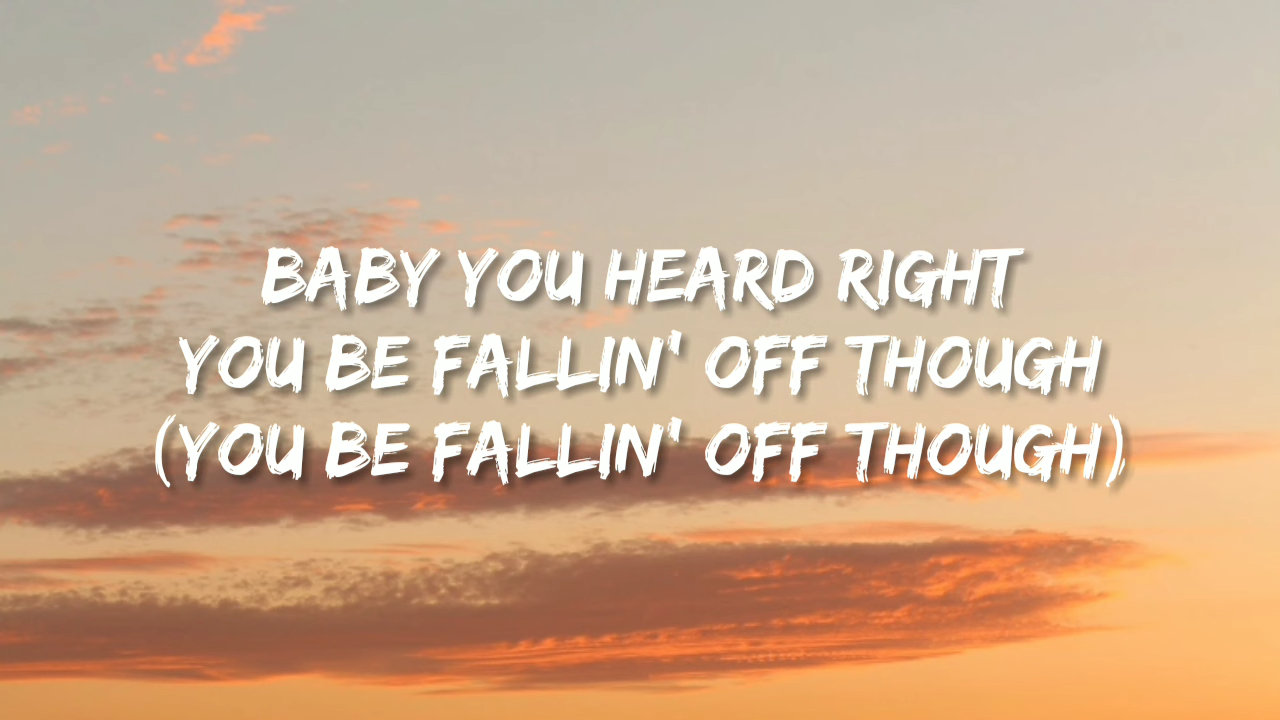 BABY YOU HEARD RIGHT
YOU BE FALLIN' OFF THOUGH
(YOU BE FALLIN' OFF THOUGH)